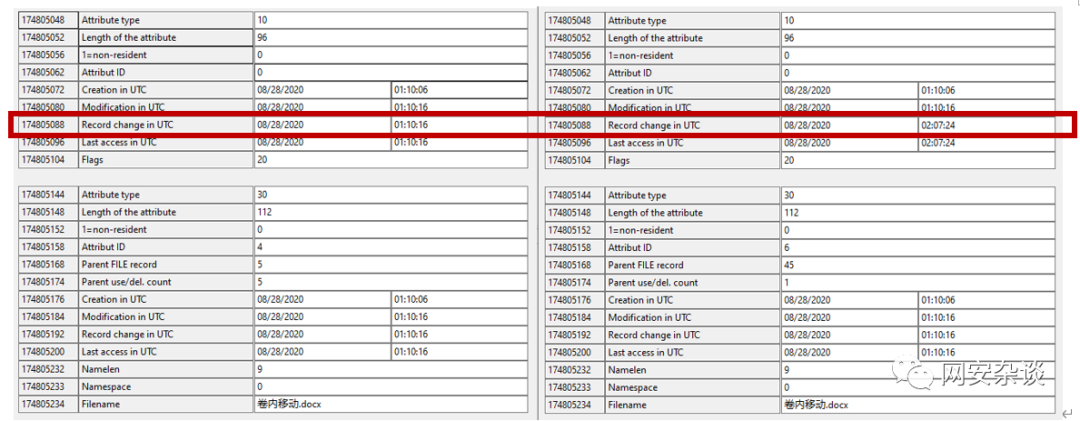 174805048 Attribute type 10
174805052 Length of the attribute 96
174805056 1=non-resident 0
174805062 Attribut ID 0
174805072 Creation in UTC 08/28/2020 01:10:06
174805080 Modification in UTC 08/28/2020 01:10:16
174805088 Record change in UTC 08/28/2020 01:10:16
174805096 Last access in UTC 08/28/2020 01:10:16
174805104 Flags 20
174805144 Attribute type 30
174805148 Length of the attribute 112
174805152 1=non-resident 0
174805158 Attribut ID 4
174805168 Parent FILE record 5
174805174 Parent use/del. count 5
174805176 Creation in UTC 08/28/2020 01:10:06
174805184 Modification in UTC 08/28/2020 01:10:16
174805192 Record change in UTC 08/28/2020 01:10:16
174805200 Last access in UTC 08/28/2020 01:10:16
174805232 Namelen 9
174805233 Namespace 0
174805234 Filename 卷内移动.docx
174805048 Attribute type 10
174805052 Length of the attribute 96
174805056 1=non-resident 0
174805062 Attribut ID 0
174805072 Creation in UTC 08/28/2020 01:10:06
174805080 Modification in UTC 08/28/2020 01:10:16
174805088 Record change in UTC 08/28/2020 02:07:24
174805096 Last access in UTC 08/28/2020 02:07:24
174805104 Flags 20
174805144 Attribute type 30
174805148 Length of the attribute 112
174805152 1=non-resident 0
174805158 Attribut ID 6
174805168 Parent FILE record 45
174805174 Parent use/del. count 1
174805176 Creation in UTC 08/28/2020 01:10:06
174805184 Modification in UTC 08/28/2020 01:10:16
174805192 Record change in UTC 08/28/2020 01:10:16
174805200 Last access in UTC 08/28/2020 01:10:16
174805232 Namelen 9
174805233 Namespace 0
174805234 Filename 卷内移动.docx
网安杂谈